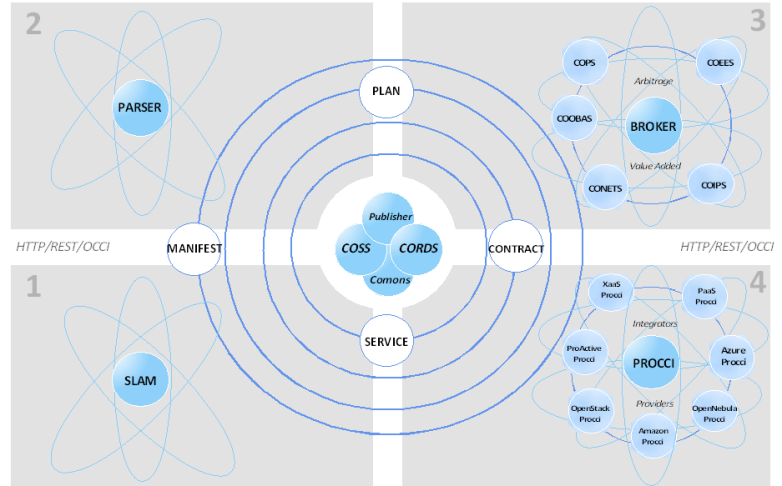 2
3
PARSER
PLAN
COPS
COEES
Arbitrage
COOBAS
BROKER
Value Added
CONETS
COIPS
Publisher
COSS
CORDS
Comons
HTTP/REST/OCCI
MANIFEST
CONTRACT
HTTP/REST/OCCI
1
4
SLAM
SERVICE
XaaS
Procci
PaaS
Procci
Integrators
ProActive
Procci
PROCCI
Azure
Procci
Providers
OpenStack
Procci
OpenNebula
Procci
Amazon
Procci